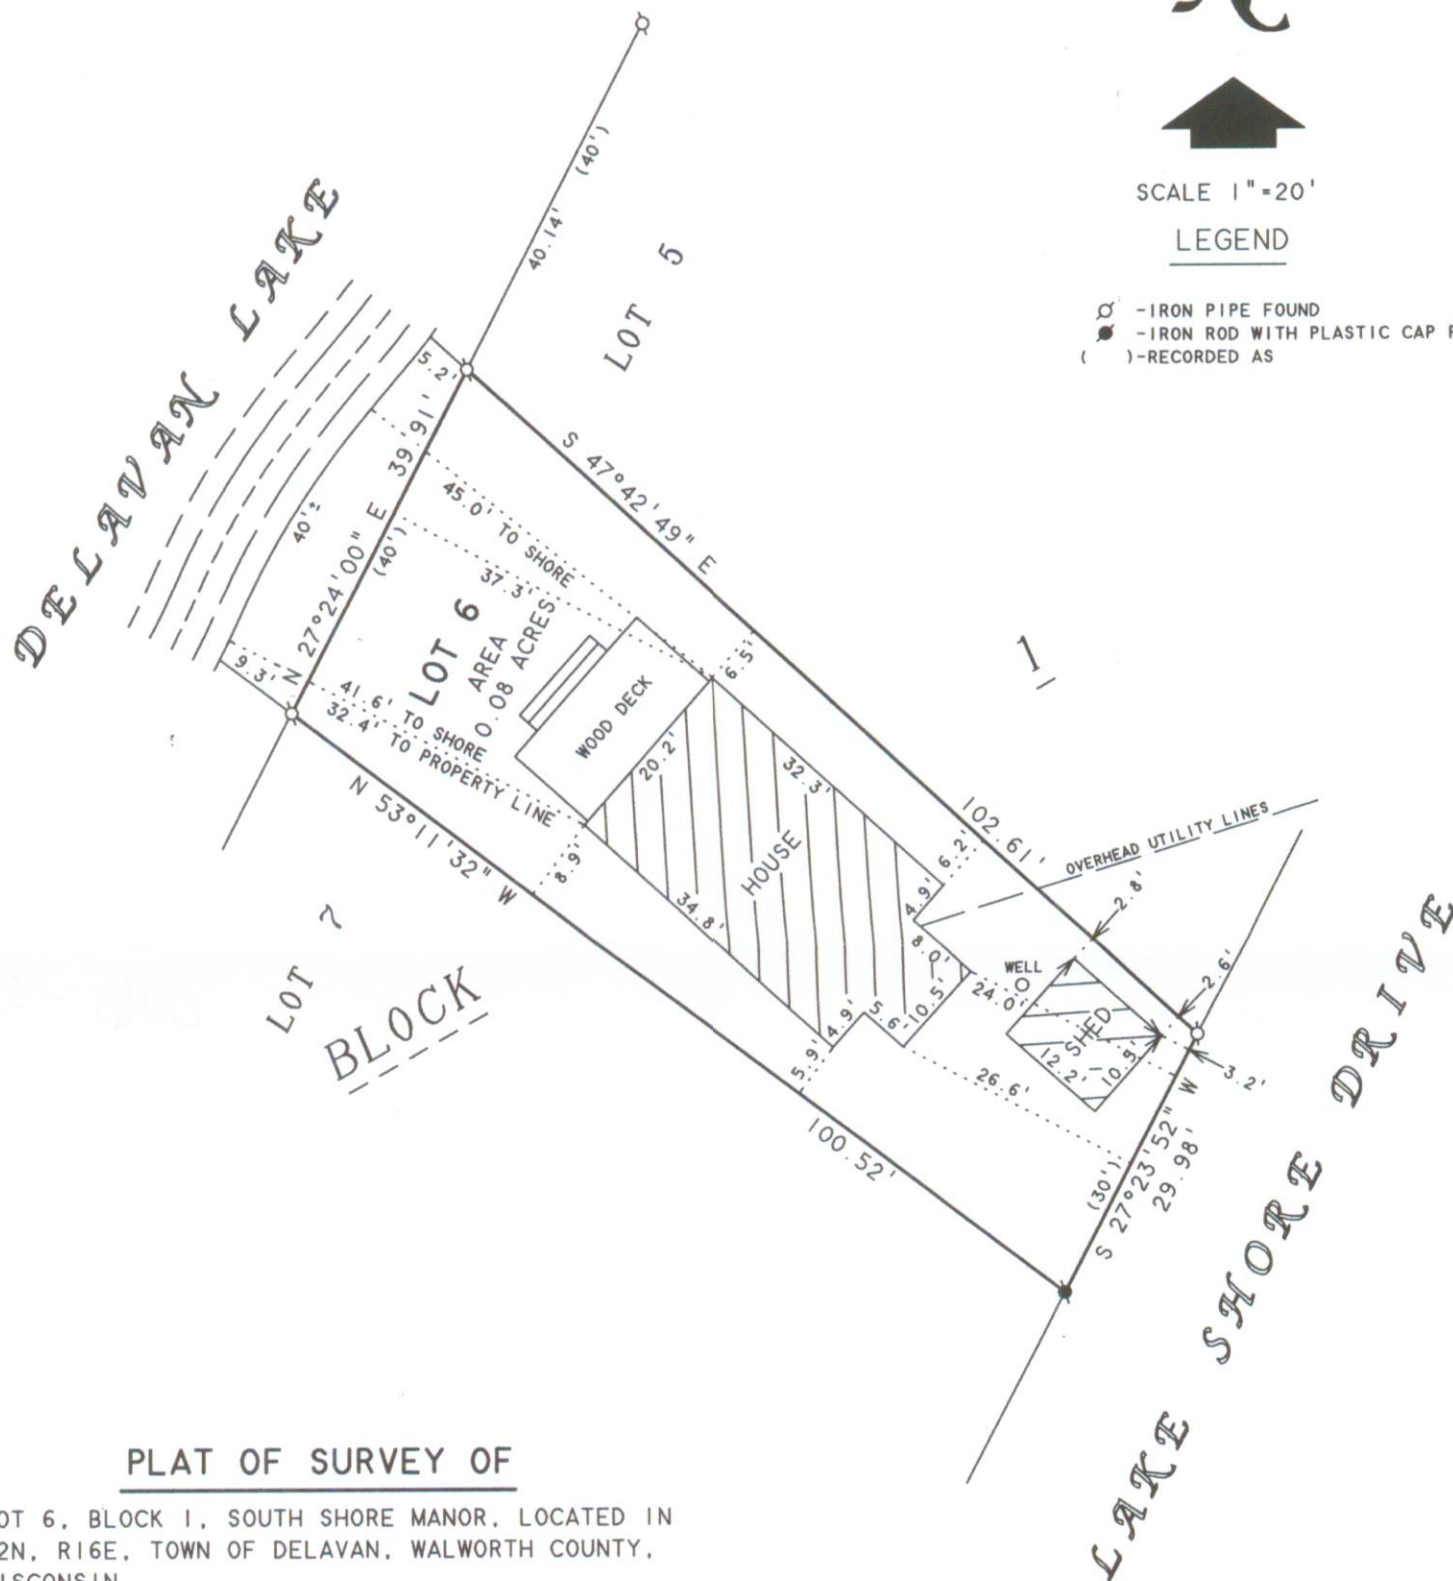 SCALE 1"=20'
LEGEND
-IRON PIPE FOUND
-IRON ROD WITH PLASTIC CAP
( )-RECORDED AS
DELAVAN LAKE
(40')
40.14'
LOT 5
5.2'
39.91'
N 27°24'00" E
(40')
40'±
9.3'
S 47°42'49" E
102.61'
45.0' TO SHORE
37.3'
LOT 6
AREA
0.08 ACRES
41.6' TO SHORE
32.4' TO PROPERTY LINE
WOOD DECK
6.5'
20.2'
32.3'
HOUSE
34.8'
8.9'
N 53°11'32" W
100.52'
6.2'
4.9'
8.0'
OVERHEAD UTILITY LINES
2.8'
2.6'
WELL
24.0'
10.5'
5.6'
4.9'
5.9'
SHED
12.2'
10.5'
3.2'
26.6'
(30')
S 27°23'52" W
29.98'
1
LOT 7
BLOCK
LAKE SHORE DRIVE
PLAT OF SURVEY OF
OT 6, BLOCK 1, SOUTH SHORE MANOR, LOCATED IN
2N, R16E, TOWN OF DELAVAN, WALWORTH COUNTY,